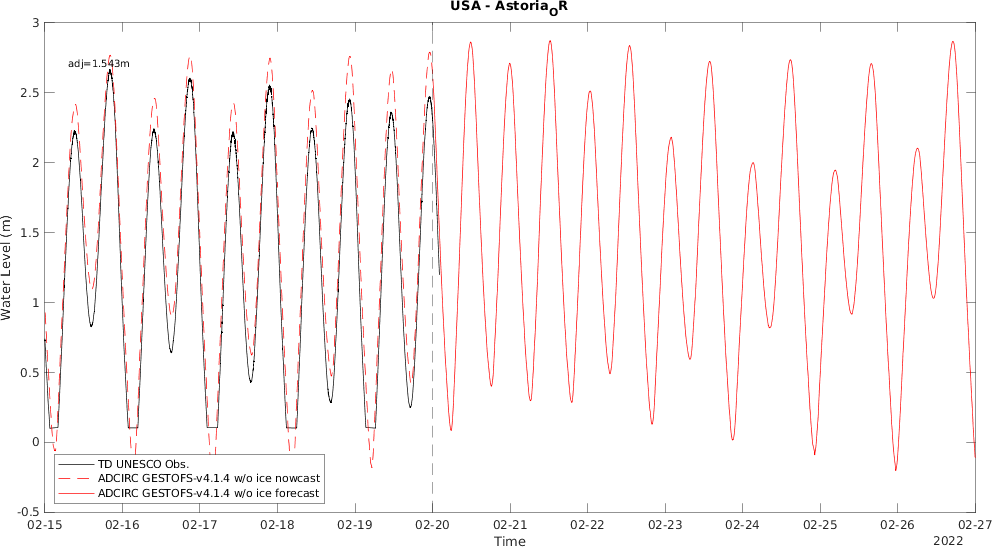 USA - Astoria_OR
3
adj=1.543m
2.5
2
1.5
1
0.5
0
-0.5
Water Level (m)
TD UNESCO Obs.
ADCIRC GESTOFS-v4.1.4 w/o ice nowcast
ADCIRC GESTOFS-v4.1.4 w/o ice forecast
02-15 02-16 02-17 02-18 02-19 02-20 02-21 02-22 02-23 02-24 02-25 02-26 02-27
Time
2022